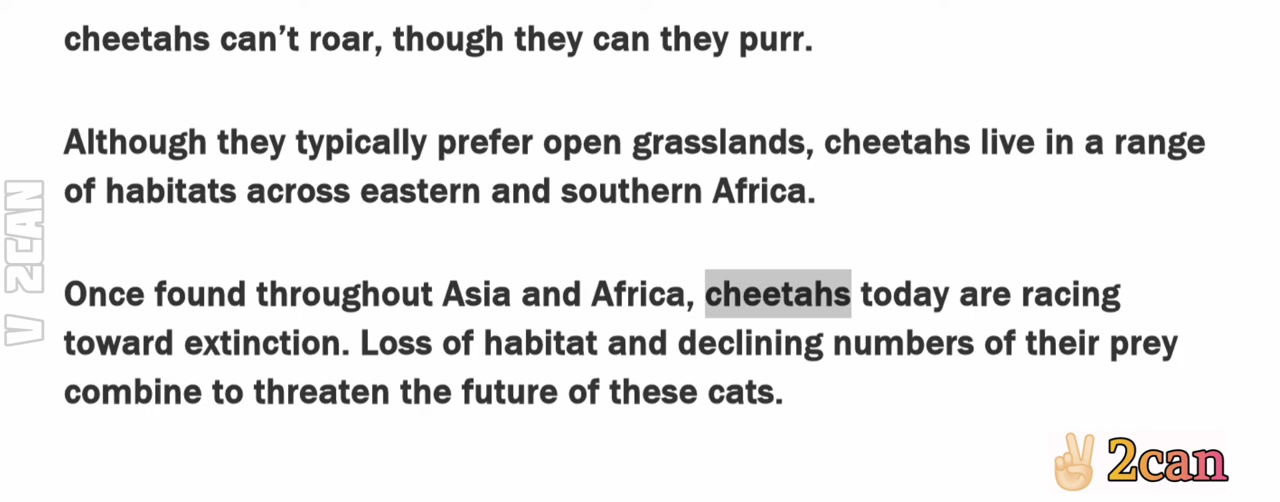 cheetahs can’t roar, though they can they purr.
Although they typically prefer open grasslands, cheetahs live in a range
of habitats across eastern and southern Africa.
Once found throughout Asia and Africa, cheetahs today are racing
toward extinction. Loss of habitat and declining numbers of their prey
combine to threaten the future of these cats.
V 2CAN
2can